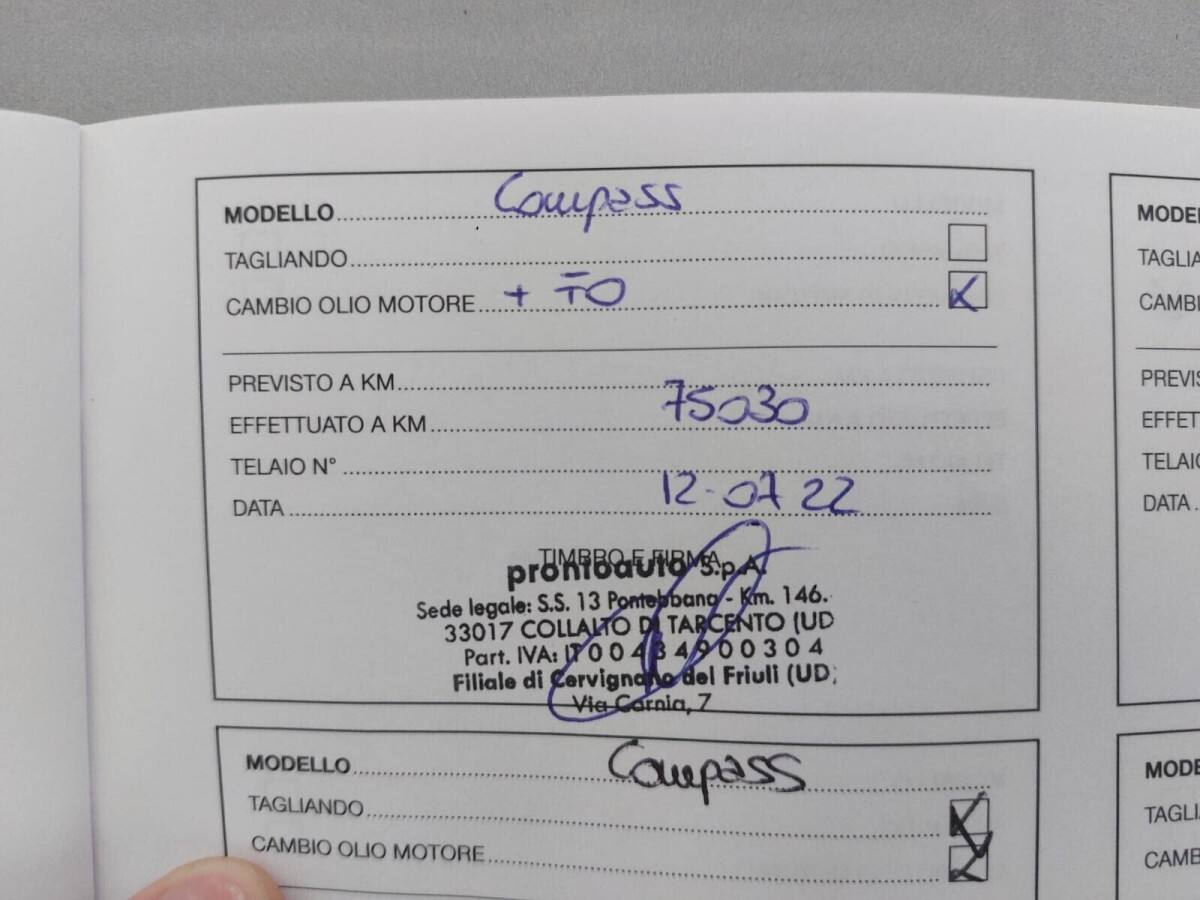 MODELLO Compass
TAGLIANDO
CAMBIO OLIO MOTORE + FO
PREVISTO A KM
EFFETTUATO A KM 75030
TELAIO N°
DATA 12-07 22
TIMBRO E FIRMA
prontoauto S.p.A.
Sede legale: S.S. 13 Pontebbana - Km. 146.
33017 COLLALTO DI TARCENTO (UD
Part. IVA: IT 0 0 4 3 4 9 0 0 3 0 4
Filiale di Cervignano del Friuli (UD
Via Carnia, 7
MODELLO Compass
TAGLIANDO
CAMBIO OLIO MOTORE
MODE
TAGLIA
CAMB
PREVIS
EFFET
TELAIO
DATA
MODE
TAGLI
CAMB